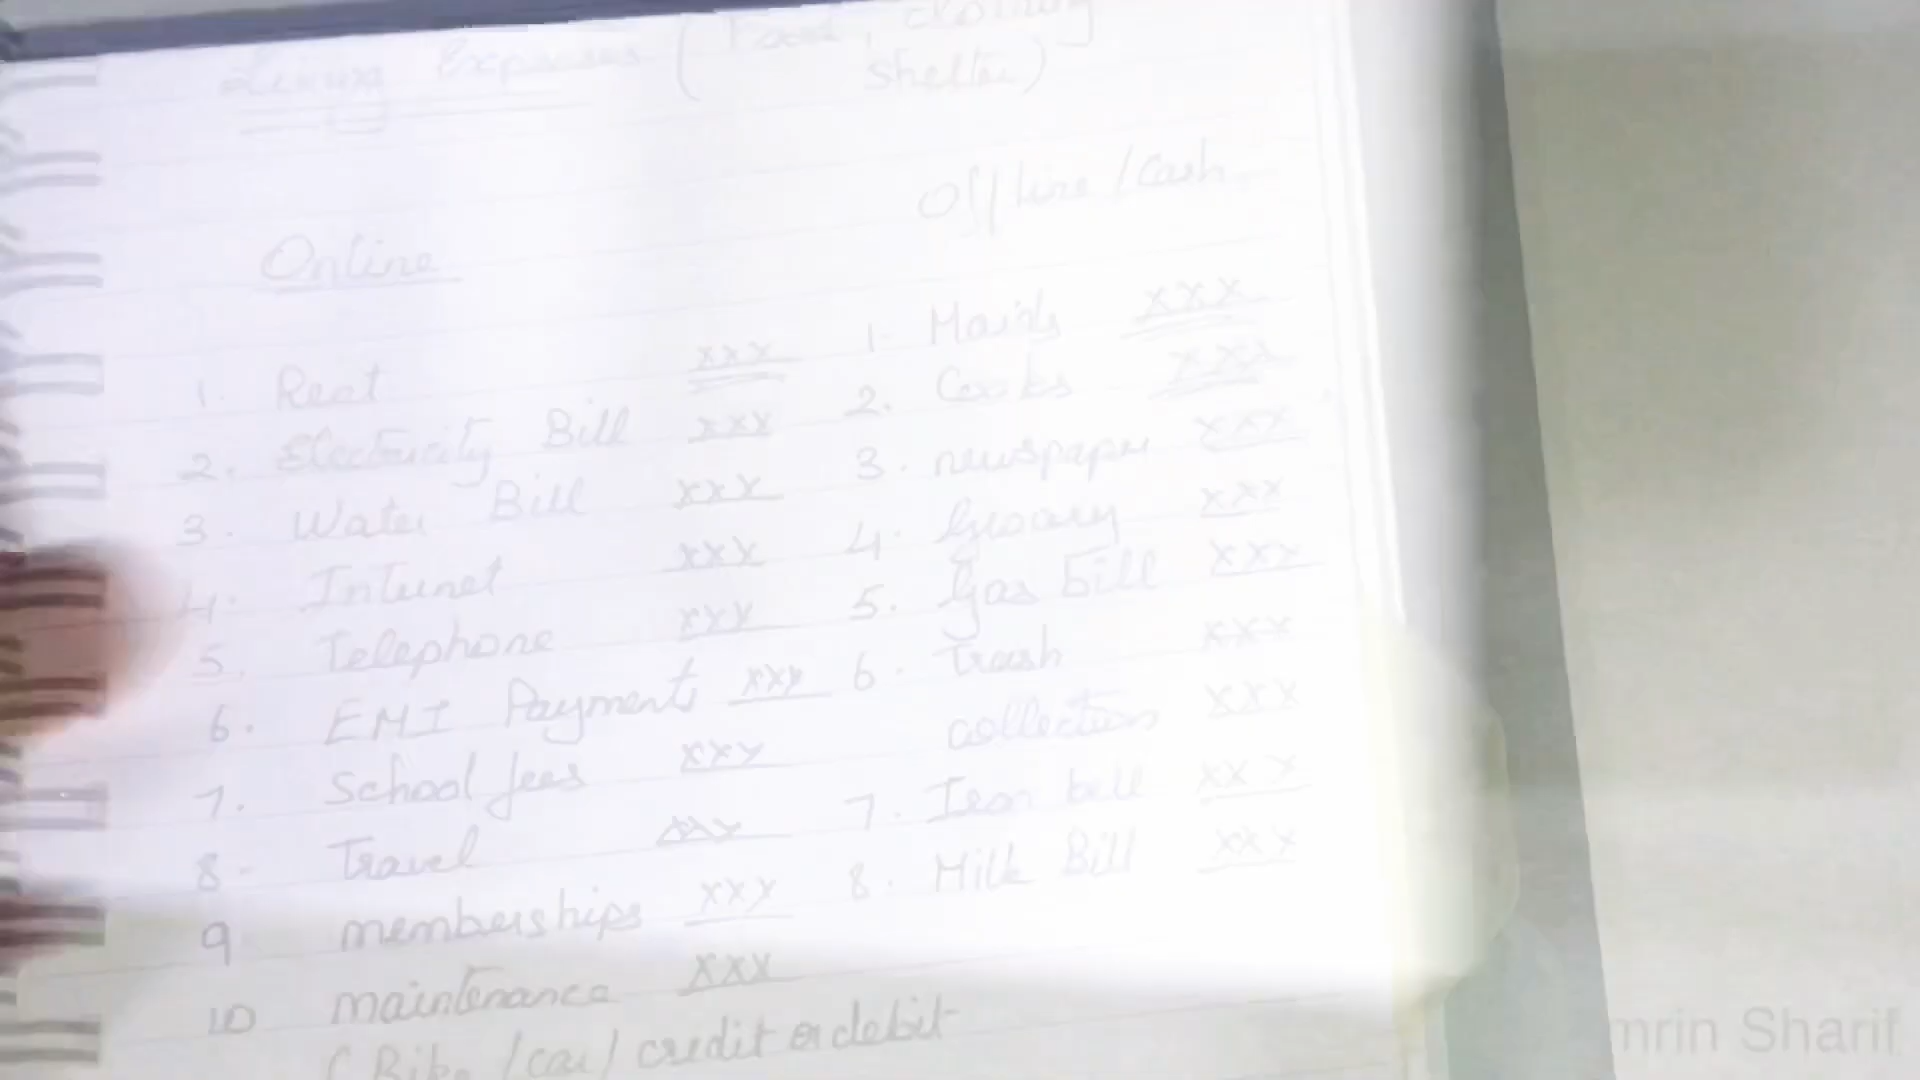 Living Expenses (Food, clothing
shelter)
Offline / Cash
Online
1. Rent xxx
2. Electricity Bill xxx
3. Water Bill xxx
4. Internet xxx
5. Telephone xxx
6. EMI Payments xxx
7. School fees xxx
8. Travel xxx
9 memberships xxx
10 maintenance xxx
(Bike /car/ credit or debit
1 Maids xxx
2. Cooks xxx
3. newspaper xxx
4. Grocery xxx
5. Gas bill xxx
6. Trash xxx
collection xxx
7. Iron bill xxx
8. Milk Bill xxx
mrin Sharif